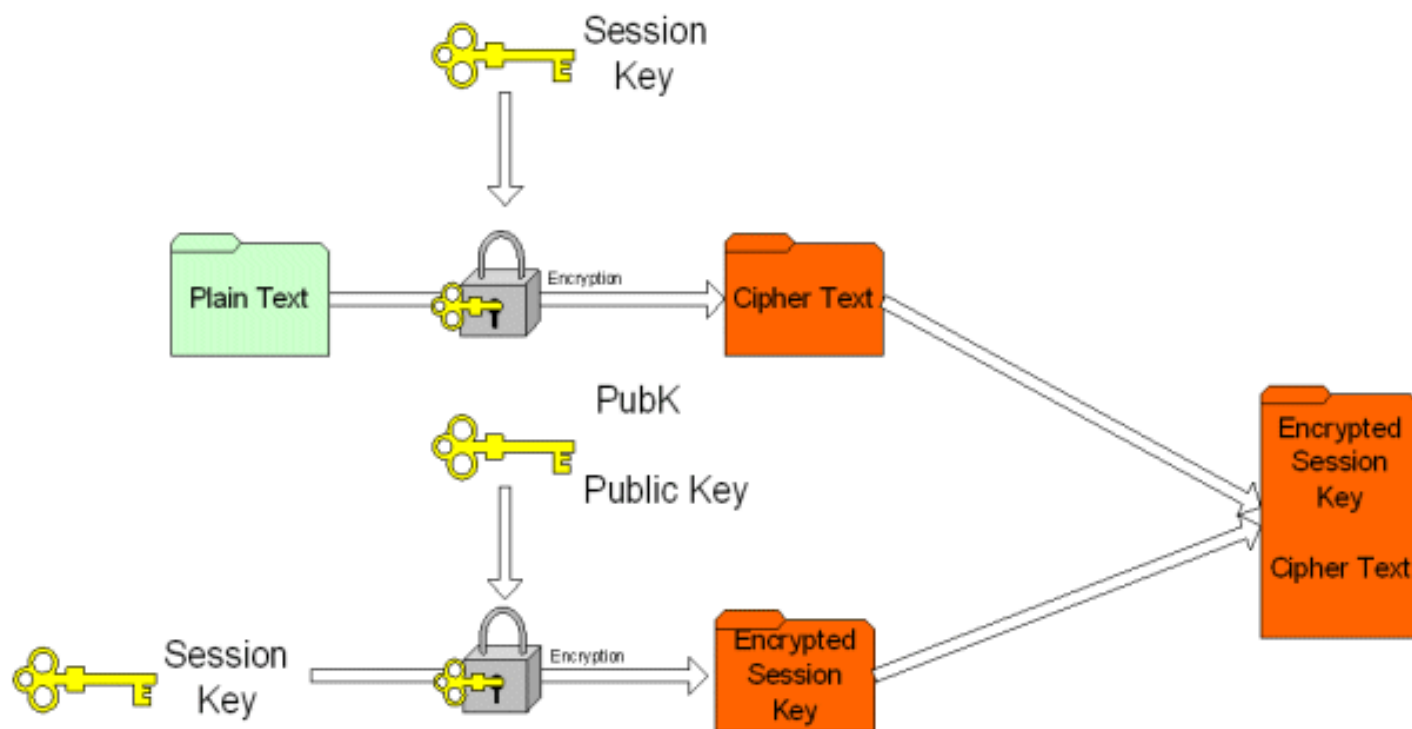 Session
Key
Plain Text
Encryption
Cipher Text
PubK
Public Key
Encrypted
Session
Key
Cipher Text
Session
Key
Encryption
Encrypted
Session
Key